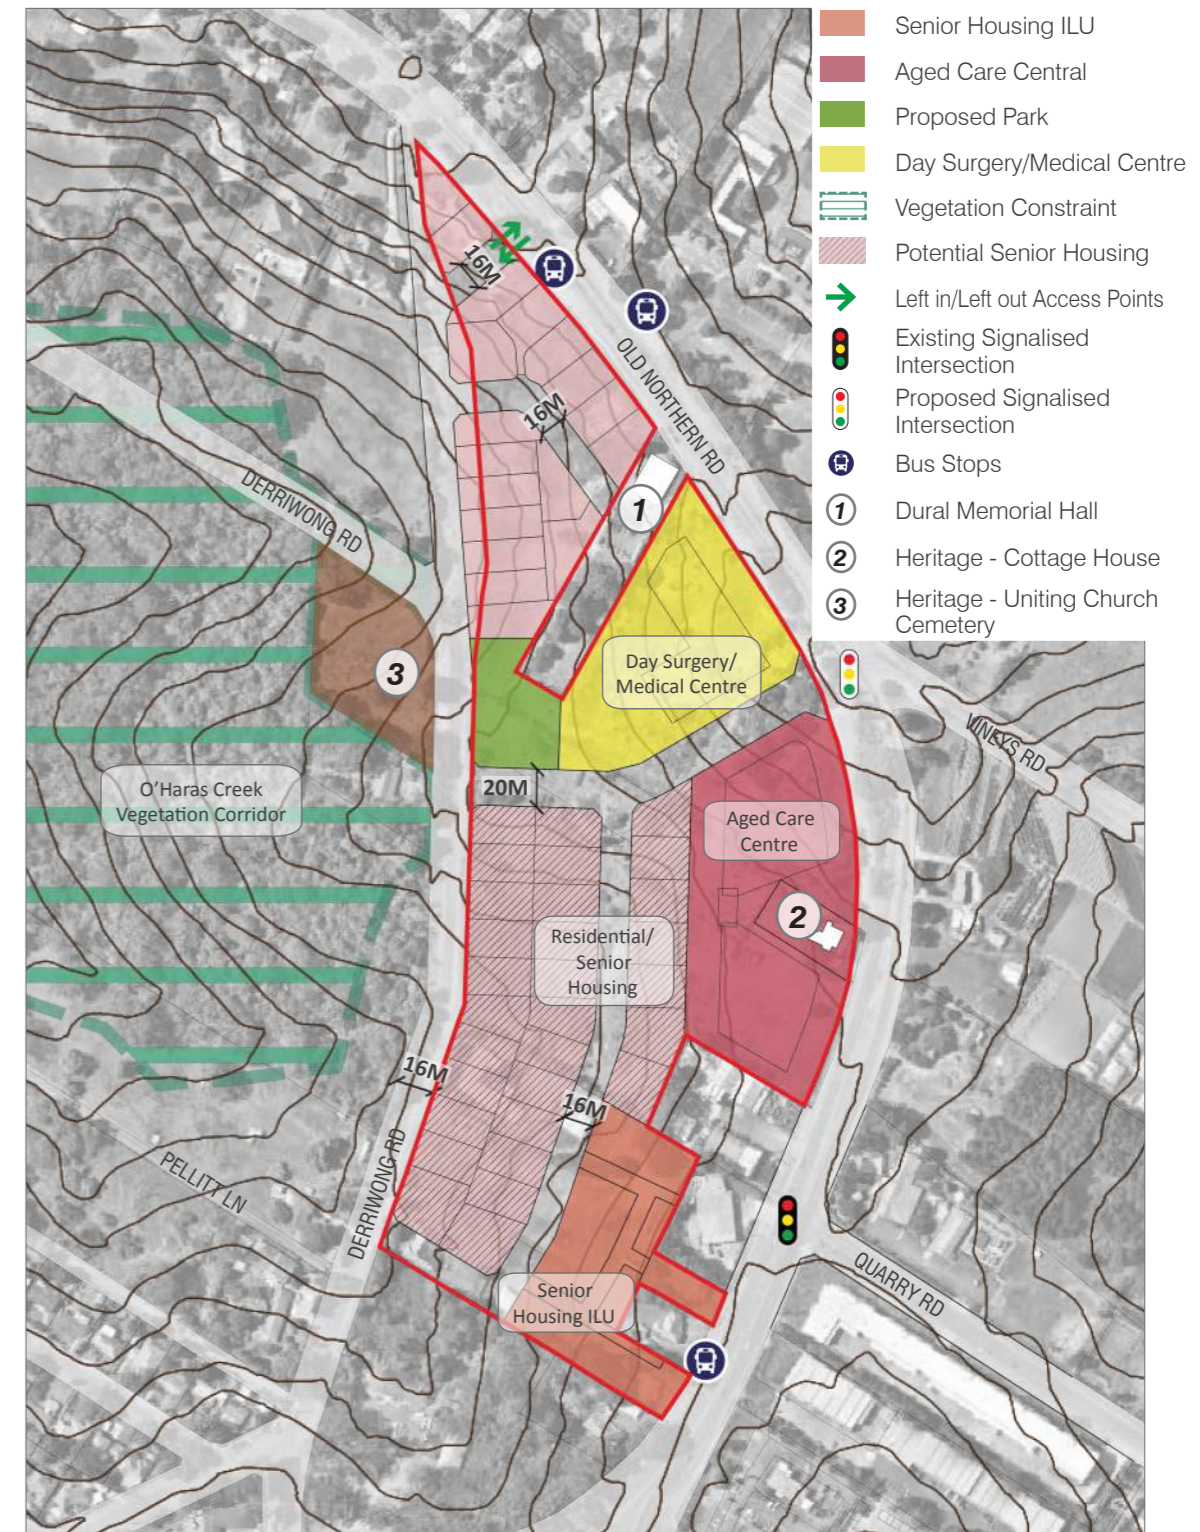 Senior Housing ILU
Aged Care Central
Proposed Park
Day Surgery/Medical Centre
Vegetation Constraint
Potential Senior Housing
Left in/Left out Access Points
Existing Signalised
Intersection
Proposed Signalised
Intersection
Bus Stops
1 Dural Memorial Hall
2 Heritage - Cottage House
3 Heritage - Uniting Church
Cemetery
16M
OLD NORTHERN RD
16M
1
DERRIWONG RD
3
Day Surgery/
Medical Centre
VINEYS RD
20M
O'Haras Creek
Vegetation Corridor
Aged Care
Centre
2
Residential/
Senior
Housing
16M
16M
DERRIWONG RD
PELLITT LN
QUARRY RD
Senior
Housing ILU